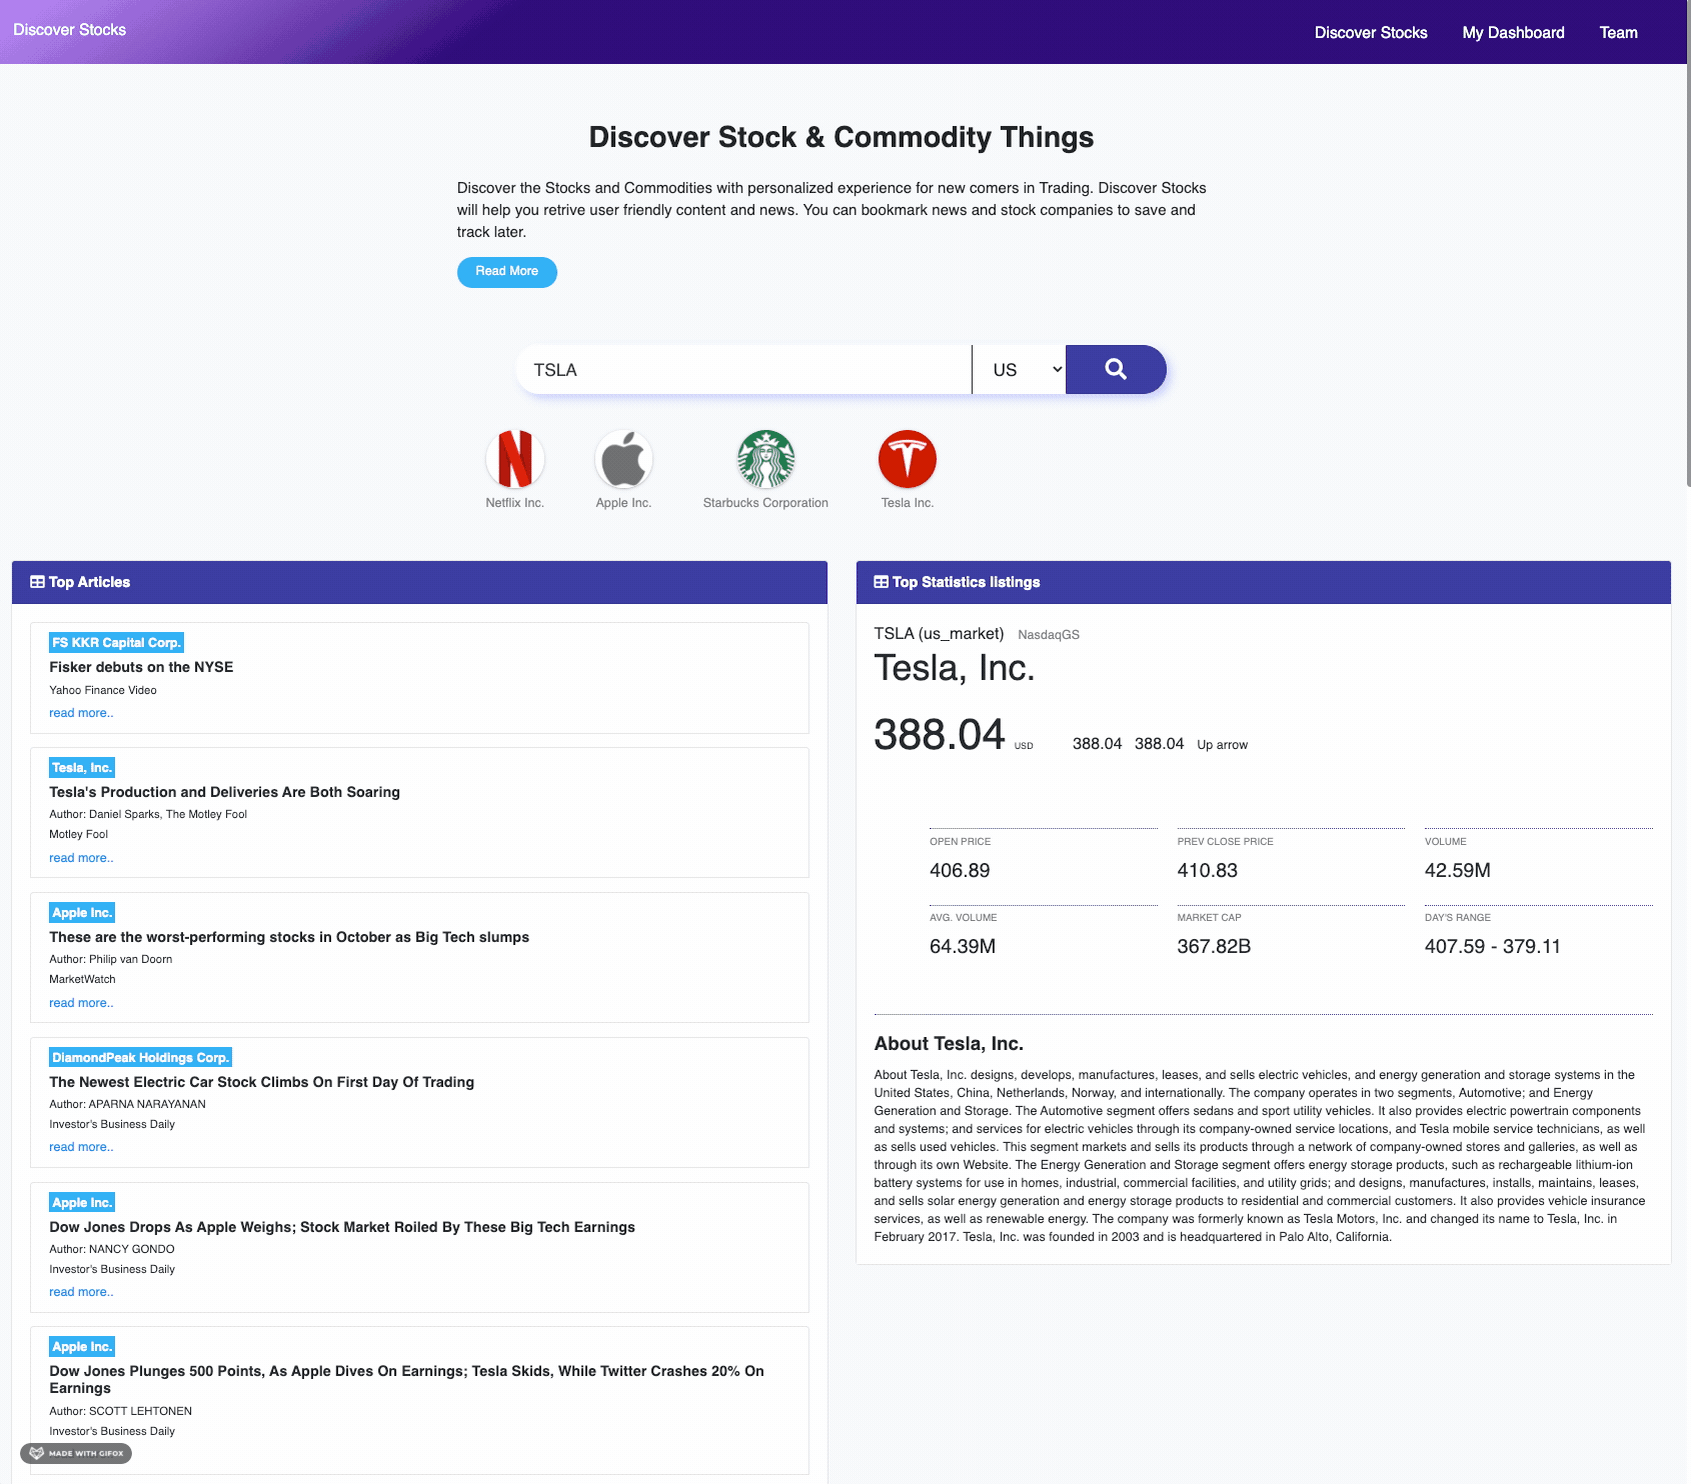 Discover Stocks
Discover Stocks
My Dashboard
Team
Discover Stock & Commodity Things
Discover the Stocks and Commodities with personalized experience for new comers in Trading. Discover Stocks
will help you retrive user friendly content and news. You can bookmark news and stock companies to save and
track later.
Read More
TSLA
US
Netflix Inc.
Apple Inc.
Starbucks Corporation
Tesla Inc.
Top Articles
FS KKR Capital Corp.
Fisker debuts on the NYSE
Yahoo Finance Video
read more..
Tesla, Inc.
Tesla's Production and Deliveries Are Both Soaring
Author: Daniel Sparks, The Motley Fool
Motley Fool
read more..
Apple Inc.
These are the worst-performing stocks in October as Big Tech slumps
Author: Philip van Doorn
MarketWatch
read more..
DiamondPeak Holdings Corp.
The Newest Electric Car Stock Climbs On First Day Of Trading
Author: APARNA NARAYANAN
Investor's Business Daily
read more..
Apple Inc.
Dow Jones Drops As Apple Weighs; Stock Market Roiled By These Big Tech Earnings
Author: NANCY GONDO
Investor's Business Daily
read more..
Apple Inc.
Dow Jones Plunges 500 Points, As Apple Dives On Earnings; Tesla Skids, While Twitter Crashes 20% On
Earnings
Author: SCOTT LEHTONEN
Investor's Business Daily
MADE WITH GIFOX
Top Statistics listings
TSLA (us_market) NasdaqGS
Tesla, Inc.
388.04 USD 388.04 388.04 Up arrow
OPEN PRICE
406.89
PREV CLOSE PRICE
410.83
VOLUME
42.59M
AVG. VOLUME
64.39M
MARKET CAP
367.82B
DAY'S RANGE
407.59 - 379.11
About Tesla, Inc.
About Tesla, Inc. designs, develops, manufactures, leases, and sells electric vehicles, and energy generation and storage systems in the
United States, China, Netherlands, Norway, and internationally. The company operates in two segments, Automotive; and Energy
Generation and Storage. The Automotive segment offers sedans and sport utility vehicles. It also provides electric powertrain components
and systems; and services for electric vehicles through its company-owned service locations, and Tesla mobile service technicians, as well
as sells used vehicles. This segment markets and sells its products through a network of company-owned stores and galleries, as well as
through its own Website. The Energy Generation and Storage segment offers energy storage products, such as rechargeable lithium-ion
battery systems for use in homes, industrial, commercial facilities, and utility grids; and designs, manufactures, installs, maintains, leases,
and sells solar energy generation and energy storage products to residential and commercial customers. It also provides vehicle insurance
services, as well as renewable energy. The company was formerly known as Tesla Motors, Inc. and changed its name to Tesla, Inc. in
February 2017. Tesla, Inc. was founded in 2003 and is headquartered in Palo Alto, California.